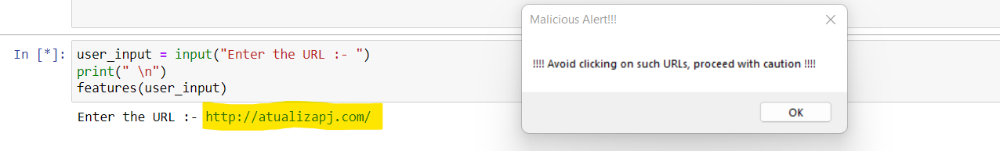 In [*]: user_input = input("Enter the URL :- ")
print(" \n")
features(user_input)
Enter the URL :- http://atualizapj.com/
Malicious Alert!!!
!!!! Avoid clicking on such URLs, proceed with caution !!!!
OK